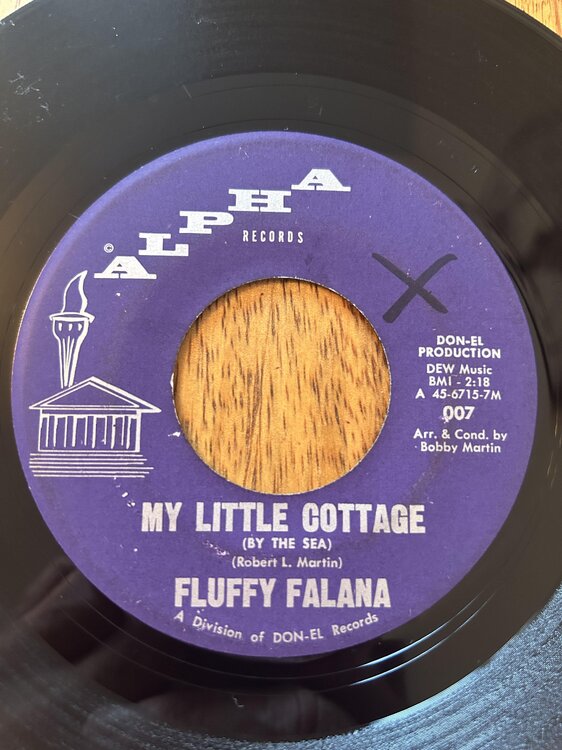 ©
ALPHA
RECORDS
X
DON-EL
PRODUCTION
DEW Music
BMI - 2:18
A 45-6715-7M
007
Arr. & Cond. by
Bobby Martin
MY LITTLE COTTAGE
(BY THE SEA)
(Robert L. Martin)
FLUFFY FALANA
A Division of DON-EL Records